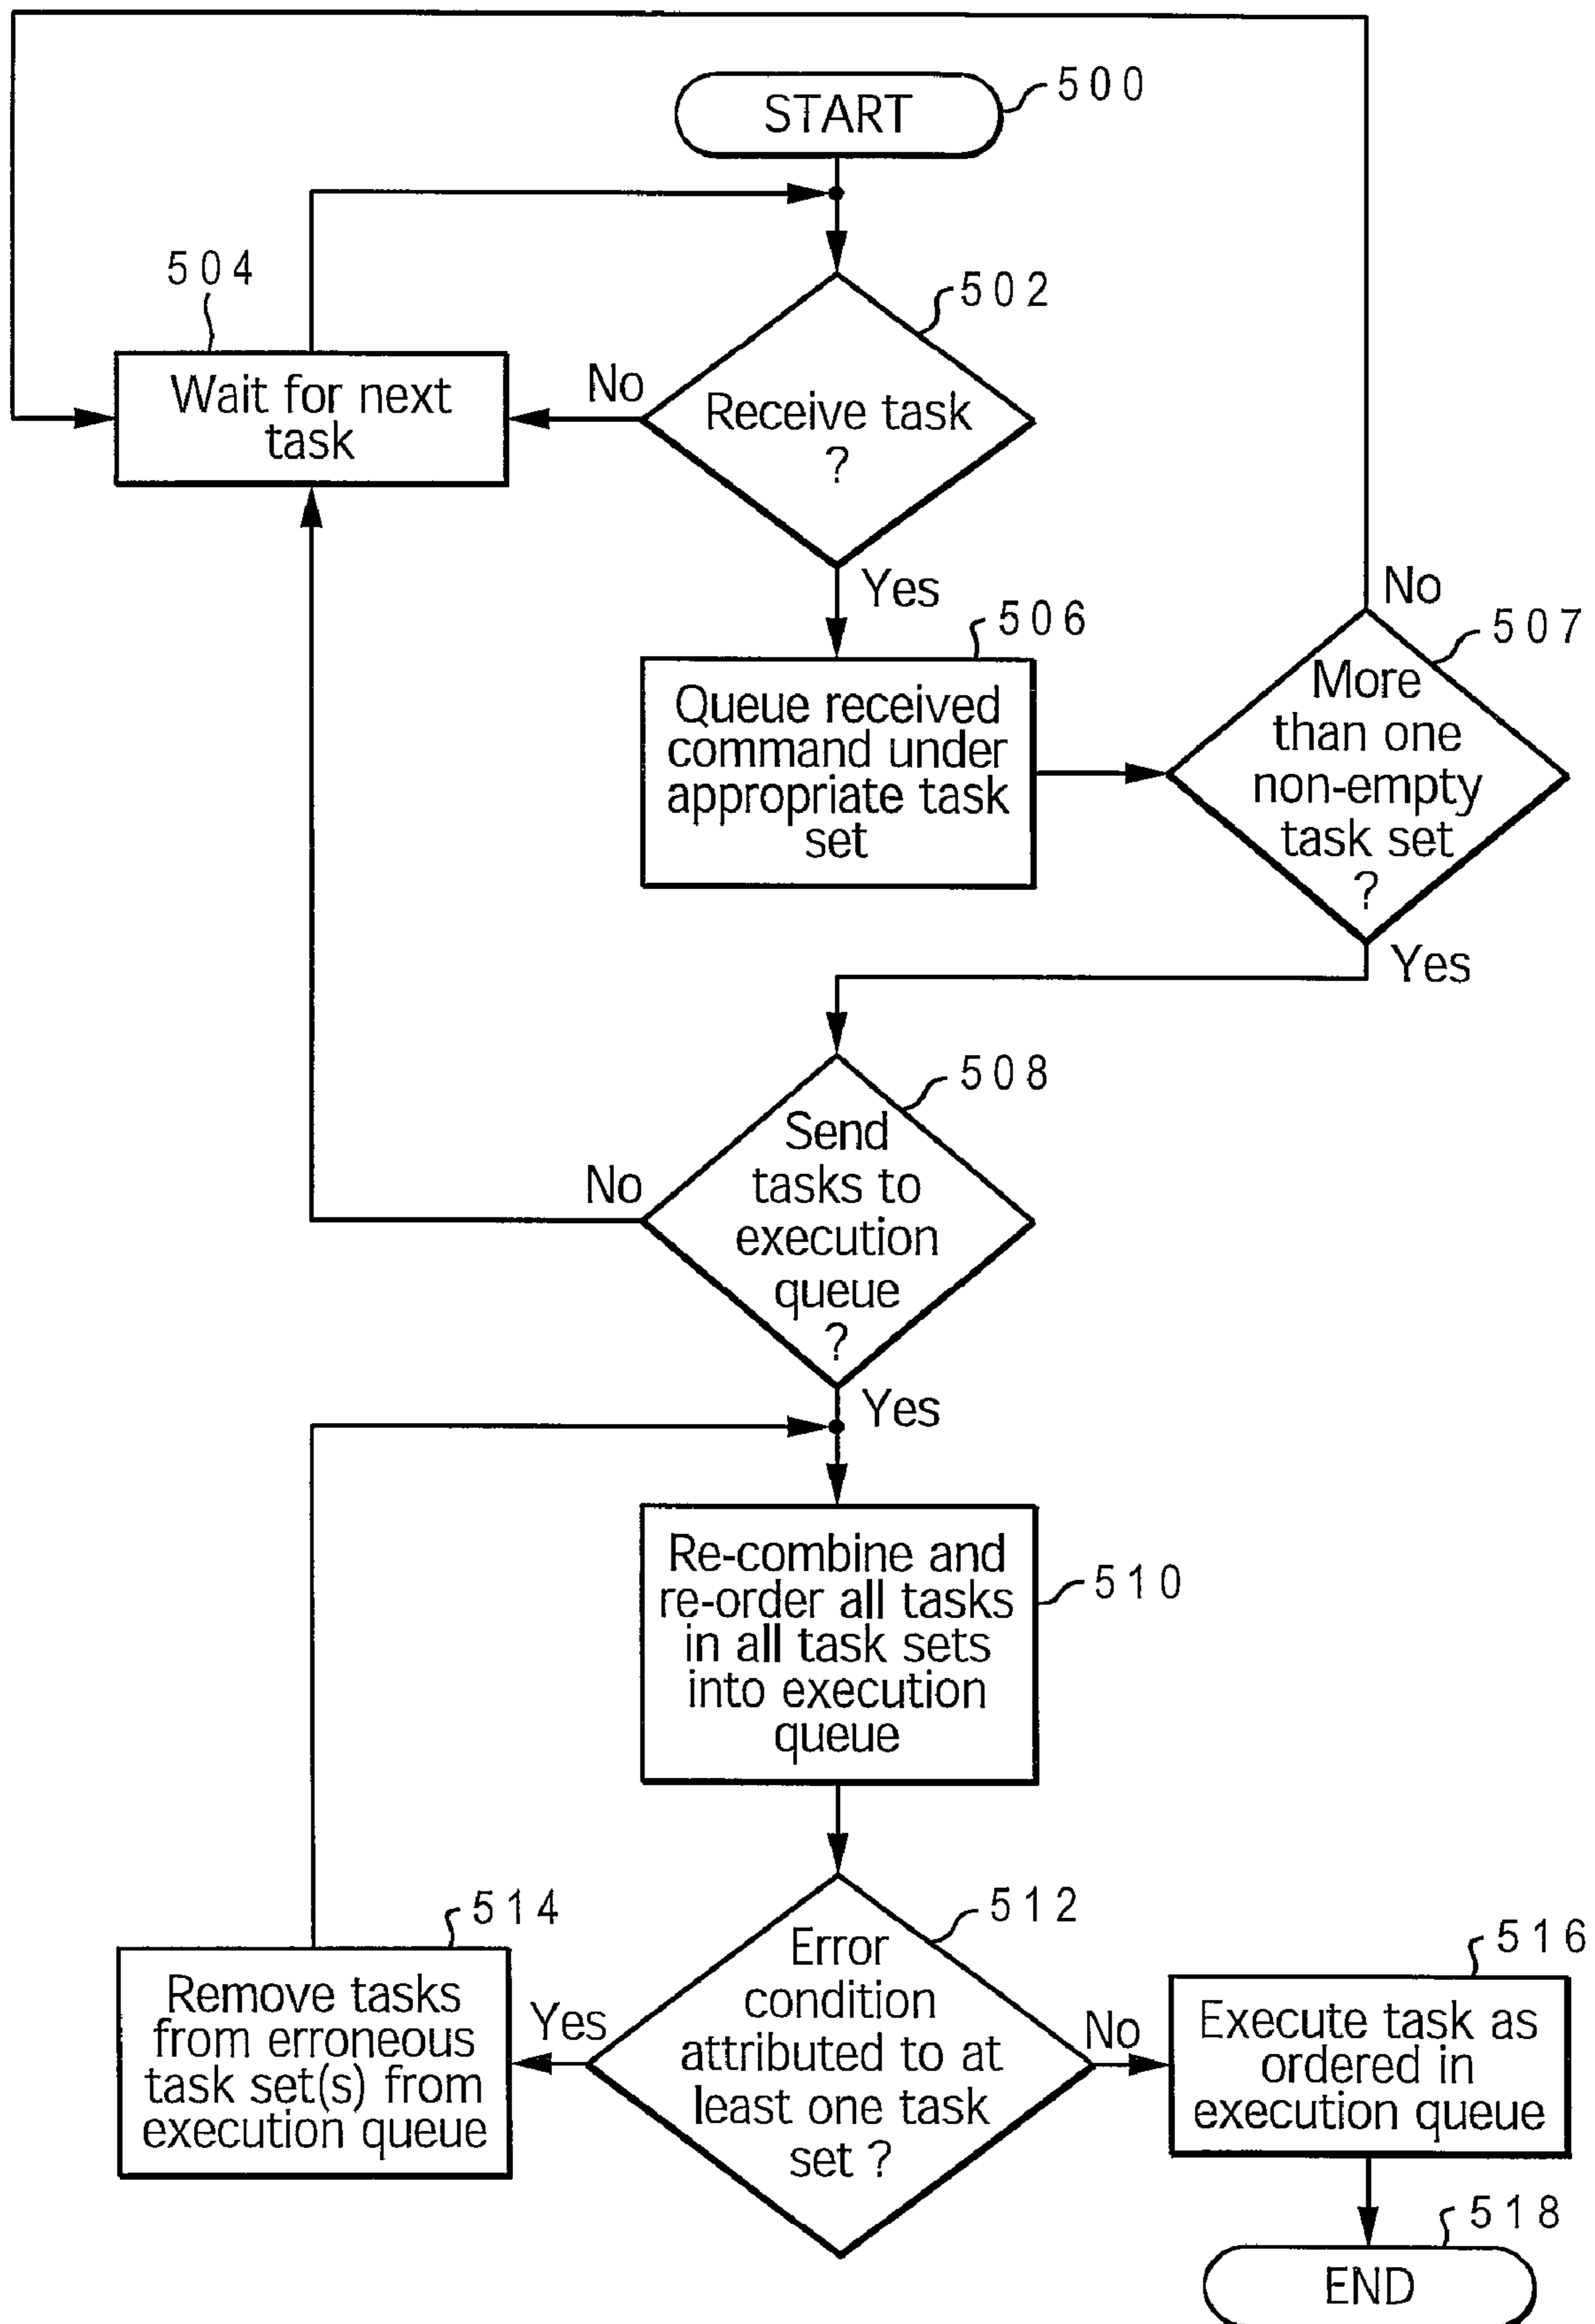 START
500
504
502
Wait for next
task
No
Receive task
?
Yes
506
No
507
Queue received
command under
appropriate task
set
More
than one
non-empty
task set
?
Yes
508
Send
tasks to
execution
queue
?
No
Yes
Re-combine and
re-order all tasks
in all task sets
into execution
queue
510
514
512
516
Remove tasks
from erroneous
task set(s) from
execution queue
Yes
Error
condition
attributed to at
least one task
set ?
No
Execute task as
ordered in
execution queue
518
END